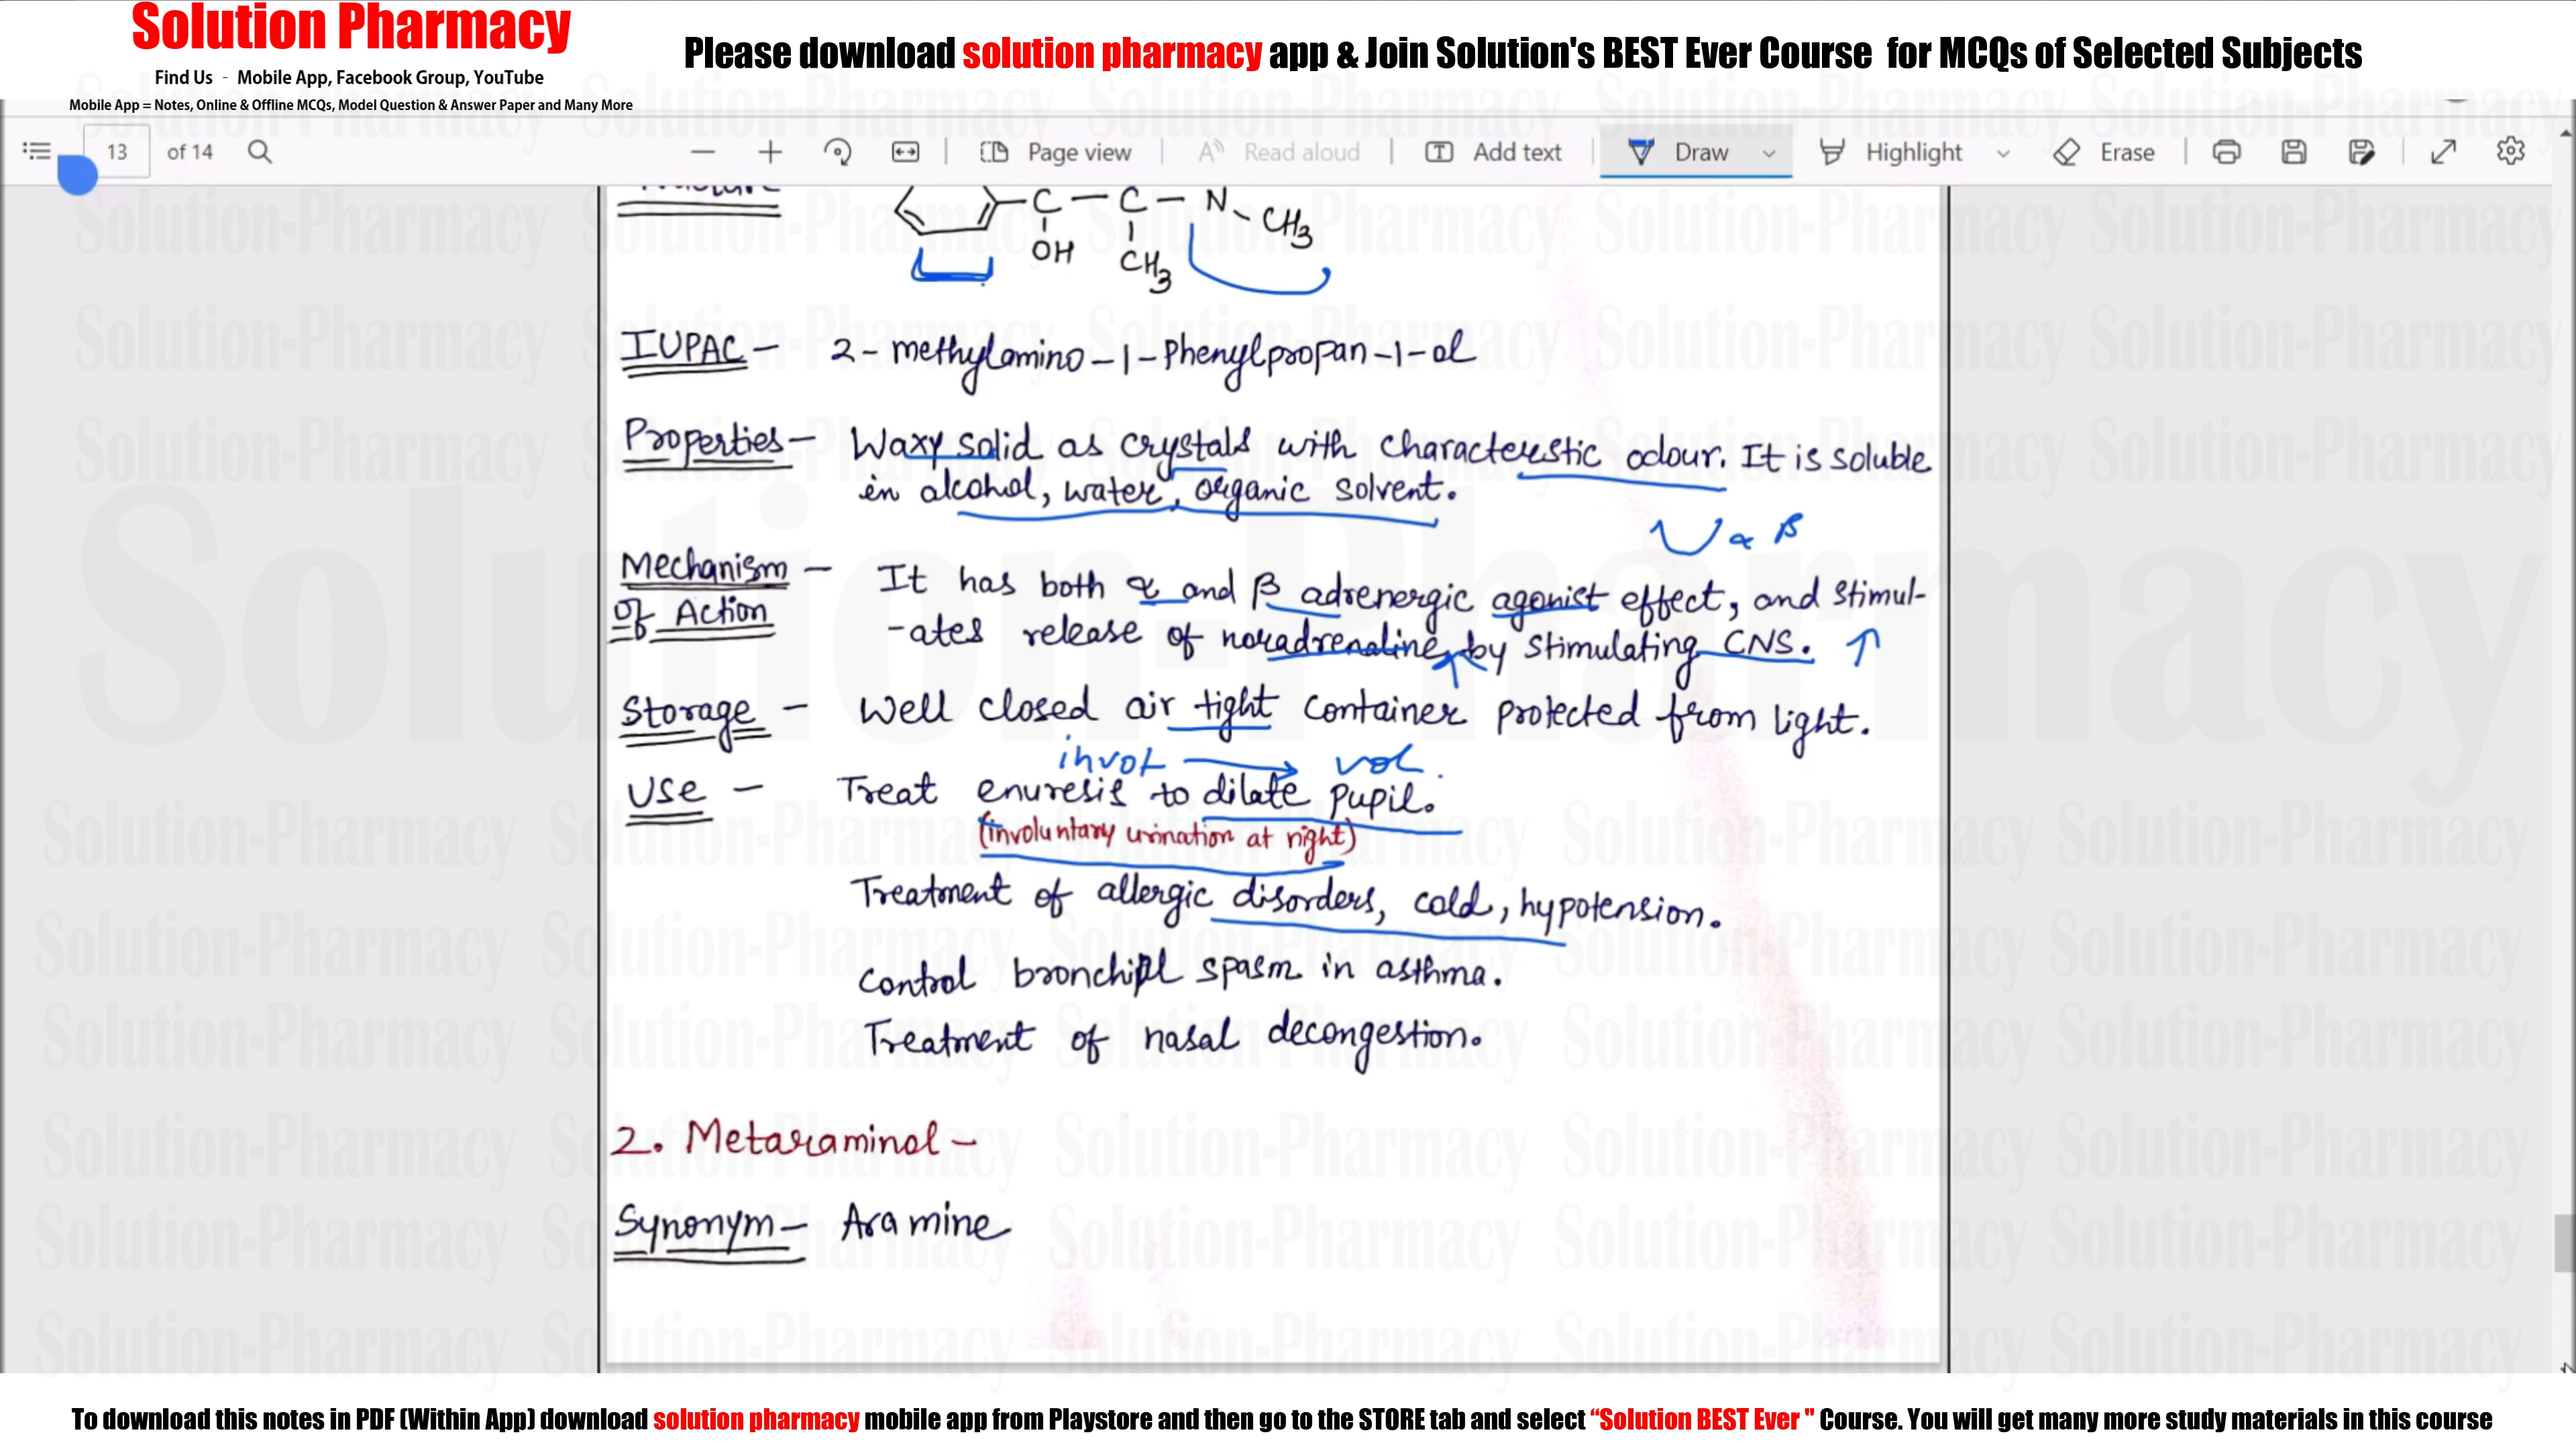 Solution Pharmacy
Find Us - Mobile App, Facebook Group, YouTube
Mobile App = Notes, Online & Offline MCQs, Model Question & Answer Paper and Many More
Please download solution pharmacy app & Join Solution's BEST Ever Course for MCQs of Selected Subjects
13 of 14
Page view
Read aloud
Add text
Draw
Highlight
Erase
C - C - N - CH3
OH
CH3
IUPAC - 2-methylamino-1-Phenylpropan-1-ol
Properties - Waxy solid as crystals with characterestic odour. It is soluble
in alcohol, water, organic solvent.
α β
Mechanism of Action - It has both α and β adrenergic agonist effect, and stimul-
-ates release of noradrenaline by stimulating CNS. ↑
Storage - Well closed air tight container protected from light.
invol → vol.
Use - Treat enuresis to dilate pupil.
(involuntary urination at night)
Treatment of allergic disorders, cold, hypotension.
Control bronchial spasm in asthma.
Treatment of nasal decongestion.
2. Metaraminol -
Synonym - Aramine
Solution-Pharmacy
To download this notes in PDF (Within App) download solution pharmacy mobile app from Playstore and then go to the STORE tab and select “Solution BEST Ever " Course. You will get many more study materials in this course